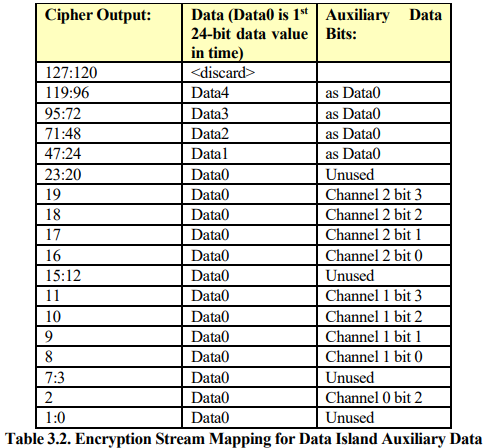 Cipher Output: Data (Data0 is 1st Auxiliary Data
24-bit data value Bits:
in time)
127:120 <discard>
119:96 Data4 as Data0
95:72 Data3 as Data0
71:48 Data2 as Data0
47:24 Data1 as Data0
23:20 Data0 Unused
19 Data0 Channel 2 bit 3
18 Data0 Channel 2 bit 2
17 Data0 Channel 2 bit 1
16 Data0 Channel 2 bit 0
15:12 Data0 Unused
11 Data0 Channel 1 bit 3
10 Data0 Channel 1 bit 2
9 Data0 Channel 1 bit 1
8 Data0 Channel 1 bit 0
7:3 Data0 Unused
2 Data0 Channel 0 bit 2
1:0 Data0 Unused
Table 3.2. Encryption Stream Mapping for Data Island Auxiliary Data